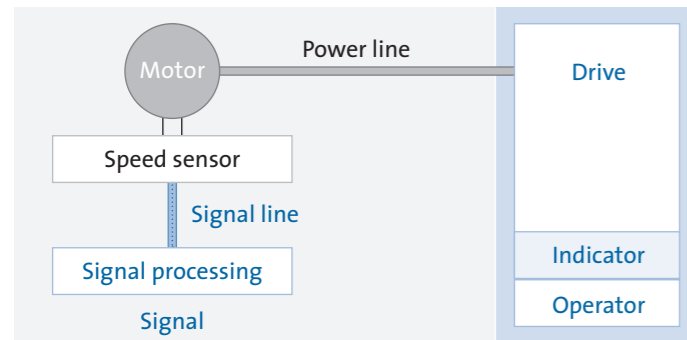 Power line
Motor
Drive
Speed sensor
Signal line
Indicator
Signal processing
Operator
Signal